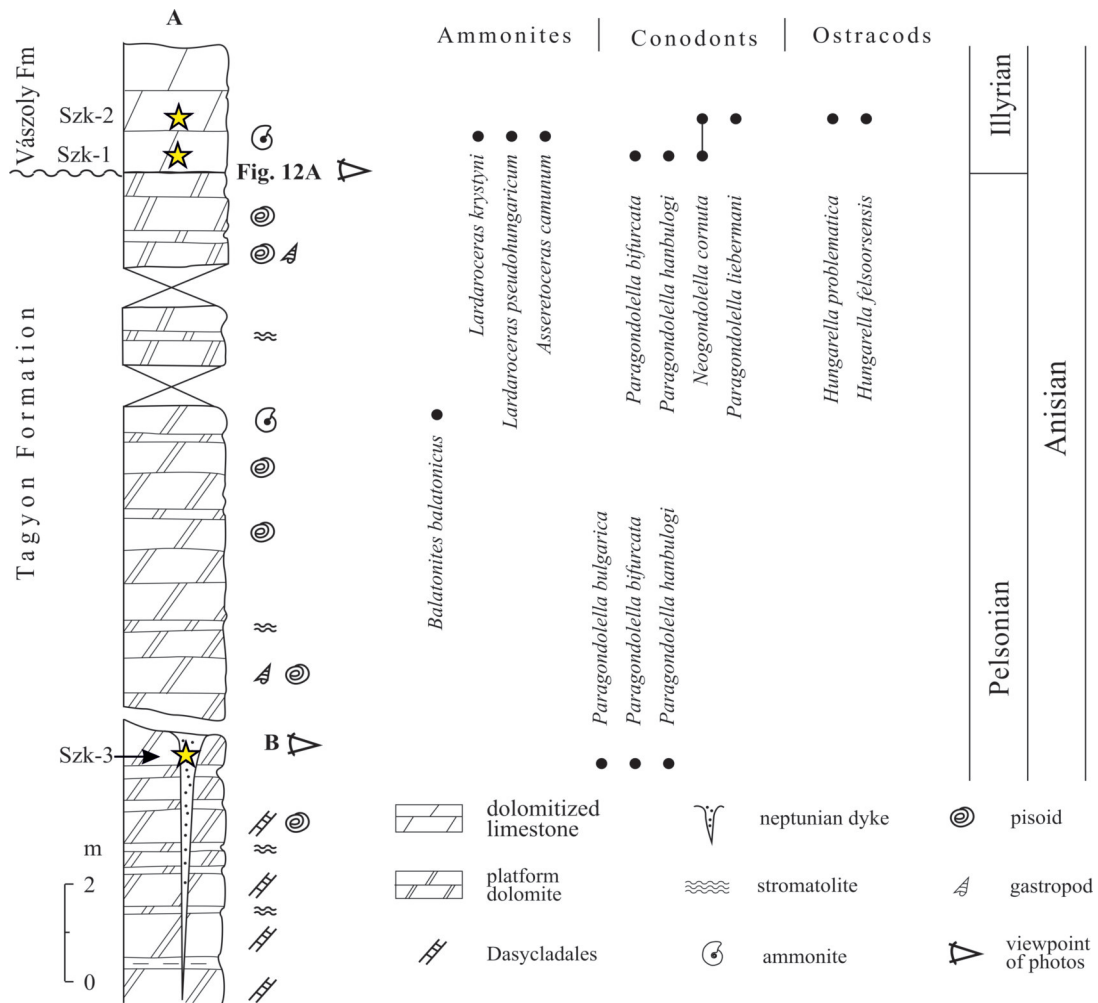 A
Ammonites
Conodonts
Ostracods
Vászoly Fm
Szk-2
Szk-1
Fig. 12A
Illyrian
Lardaroceras krystyni
Lardaroceras pseudohungaricum
Asseretoceras camunum
Paragondolella bifurcata
Paragondolella hanbulogi
Neogondolella cornuta
Paragondolella liebermani
Hungarella problematica
Hungarella felsoorsensis
Tagyon Formation
Anisian
Balatonites balatonicus
Paragondolella bulgarica
Paragondolella bifurcata
Paragondolella hanbulogi
Pelsonian
Szk-3
B
m
2
0
dolomitized
limestone
platform
dolomite
Dasycladales
neptunian dyke
stromatolite
ammonite
pisoid
gastropod
viewpoint
of photos